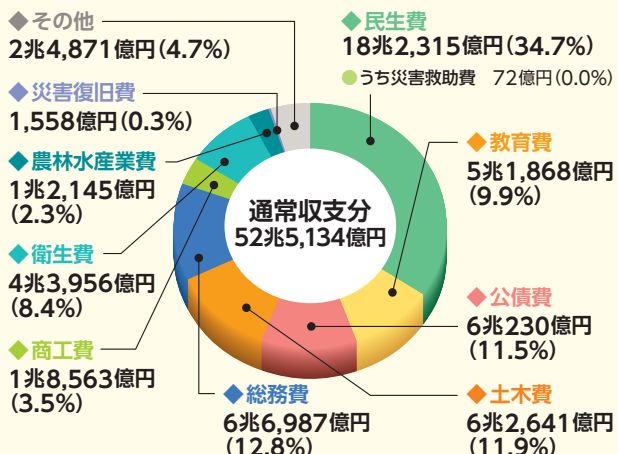 ◆その他
2兆4,871億円(4.7%)
◆災害復旧費
1,558億円(0.3%)
◆農林水産業費
1兆2,145億円
(2.3%)
◆衛生費
4兆3,956億円
(8.4%)
◆商工費
1兆8,563億円
(3.5%)
◆民生費
18兆2,315億円(34.7%)
●うち災害救助費 72億円(0.0%)
◆教育費
5兆1,868億円
(9.9%)
通常収支分
52兆5,134億円
◆公債費
6兆230億円
(11.5%)
◆総務費
6兆6,987億円
(12.8%)
◆土木費
6兆2,641億円
(11.9%)